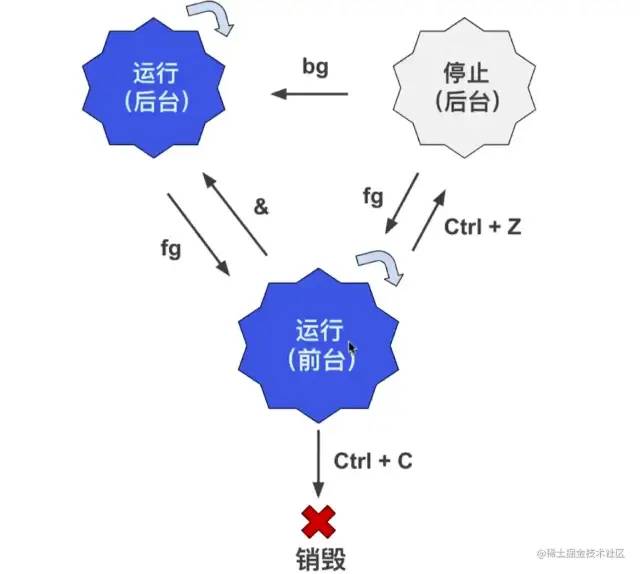 运行
（后台）
bg
停止
（后台）
fg
&
fg
Ctrl + Z
运行
（前台）
Ctrl + C
销毁
@稀土掘金技术社区